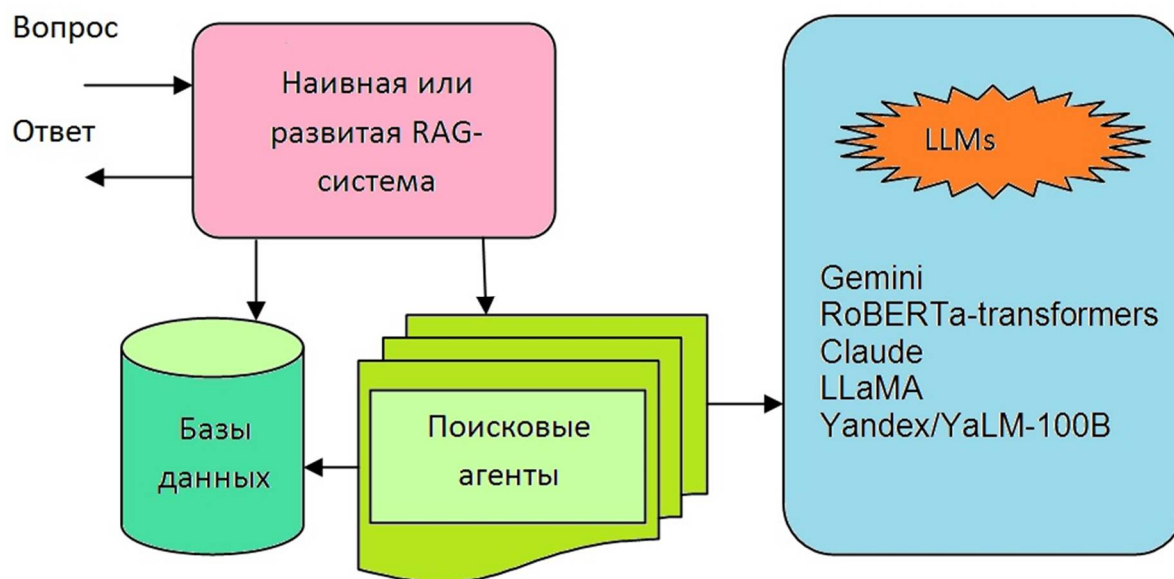 Вопрос
Ответ
Наивная или
развитая RAG-
система
LLMs
Gemini
RoBERTa-transformers
Claude
LLaMA
Yandex/YaLM-100B
Базы
данных
Поисковые
агенты